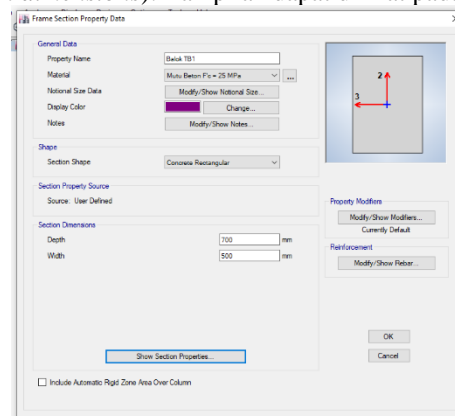 Frame Section Property Data
General Data
Property Name Balok TB1
Material Mutu Beton F'c = 25 MPa ...
Notional Size Data Modify/Show Notional Size...
Display Color Change...
Notes Modify/Show Notes...
2
3
Shape
Section Shape Concrete Rectangular
Section Property Source
Source: User Defined
Property Modifiers
Modify/Show Modifiers...
Currently Default
Section Dimensions
Depth 700 mm
Width 500 mm
Reinforcement
Modify/Show Rebar...
OK
Show Section Properties...
Cancel
Include Automatic Rigid Zone Area Over Column